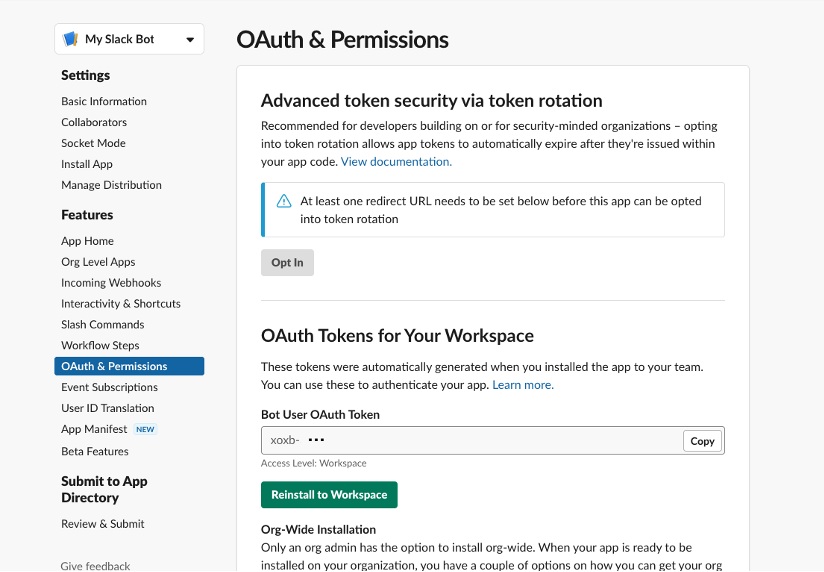 My Slack Bot
OAuth & Permissions
Settings
Basic Information
Collaborators
Socket Mode
Install App
Manage Distribution
Features
App Home
Org Level Apps
Incoming Webhooks
Interactivity & Shortcuts
Slash Commands
Workflow Steps
OAuth & Permissions
Event Subscriptions
User ID Translation
App Manifest NEW
Beta Features
Submit to App
Directory
Review & Submit
Give feedback
Advanced token security via token rotation
Recommended for developers building on or for security-minded organizations – opting
into token rotation allows app tokens to automatically expire after they're issued within
your app code. View documentation.
At least one redirect URL needs to be set below before this app can be opted
into token rotation
Opt In
OAuth Tokens for Your Workspace
These tokens were automatically generated when you installed the app to your team.
You can use these to authenticate your app. Learn more.
Bot User OAuth Token
xoxb- •••
Copy
Access Level: Workspace
Reinstall to Workspace
Org-Wide Installation
Only an org admin has the option to install org-wide. When your app is ready to be
installed on your organization, you have a couple of options on how you can get your org